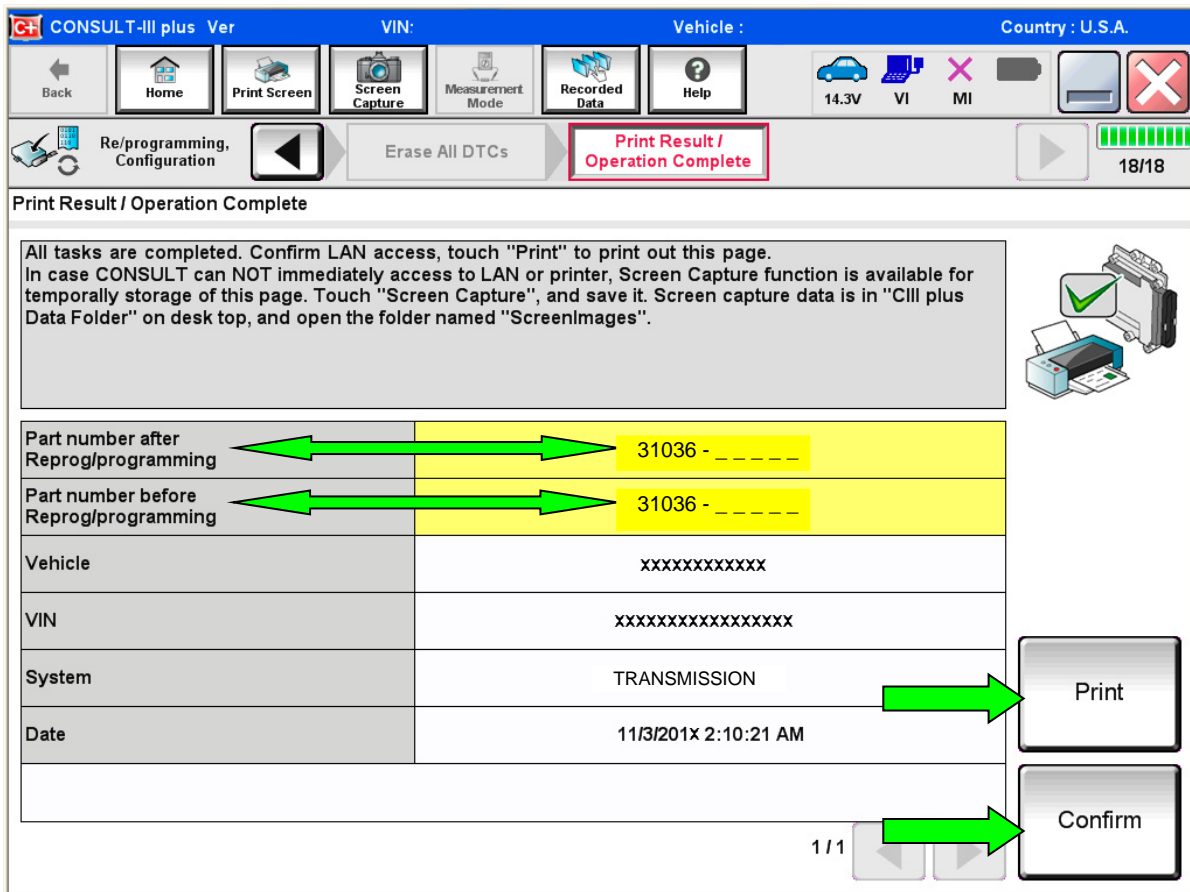 C+ CONSULT-III plus Ver VIN: Vehicle : Country : U.S.A.
Back Home Print Screen Screen Capture Measurement Mode Recorded Data Help 14.3V VI MI
Re/programming, Configuration Erase All DTCs Print Result / Operation Complete 18/18
Print Result / Operation Complete
All tasks are completed. Confirm LAN access, touch "Print" to print out this page.
In case CONSULT can NOT immediately access to LAN or printer, Screen Capture function is available for
temporally storage of this page. Touch "Screen Capture", and save it. Screen capture data is in "CIII plus
Data Folder" on desk top, and open the folder named "ScreenImages".
Part number after
Reprog/programming
31036 - _ _ _ _ _
Part number before
Reprog/programming
31036 - _ _ _ _ _
Vehicle xxxxxxxxxxxx
VIN xxxxxxxxxxxxxxxxx
System TRANSMISSION
Date 11/3/201x 2:10:21 AM
Print
Confirm
1 / 1